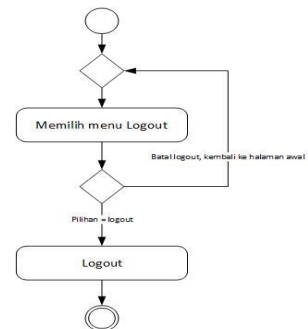 Memilih menu Logout
Batal logout, kembali ke halaman awal
Pilihan = logout
Logout